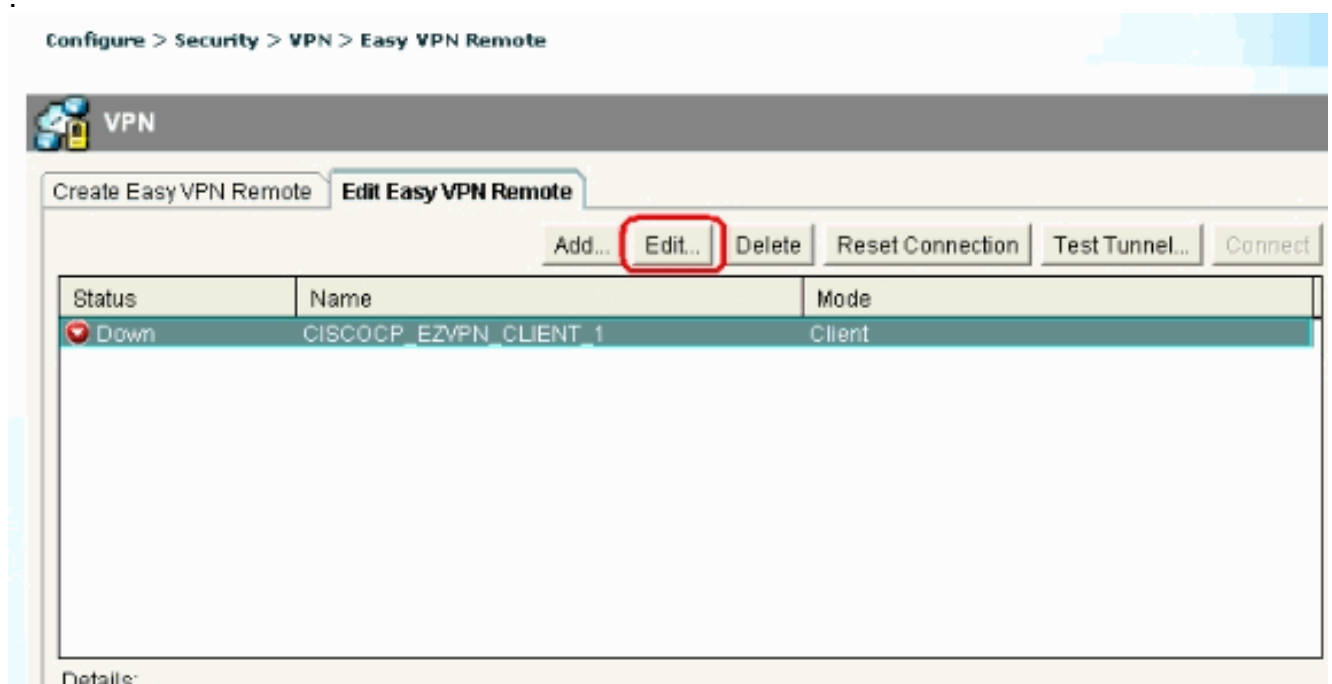 .
Configure > Security > VPN > Easy VPN Remote
VPN
Create Easy VPN Remote Edit Easy VPN Remote
Add... Edit... Delete Reset Connection Test Tunnel... Connect
Status Name Mode
Down CISCOCP_EZVPN_CLIENT_1 Client
Details: